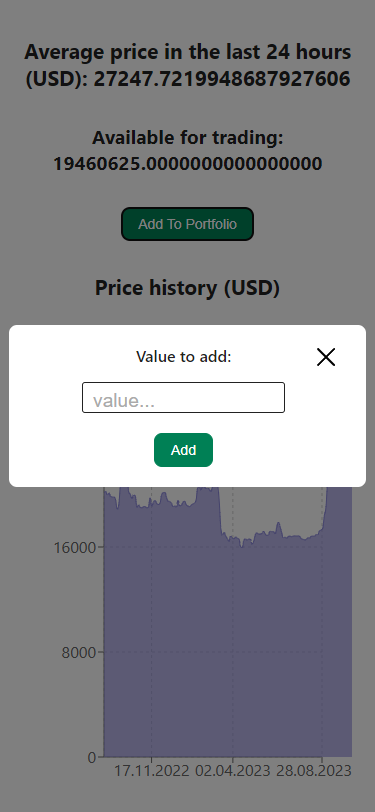 Average price in the last 24 hours
(USD): 27247.7219948687927606
Available for trading:
19460625.0000000000000000
Add To Portfolio
Price history (USD)
Value to add:
value...
Add
16000
8000
0
17.11.2022 02.04.2023 28.08.2023